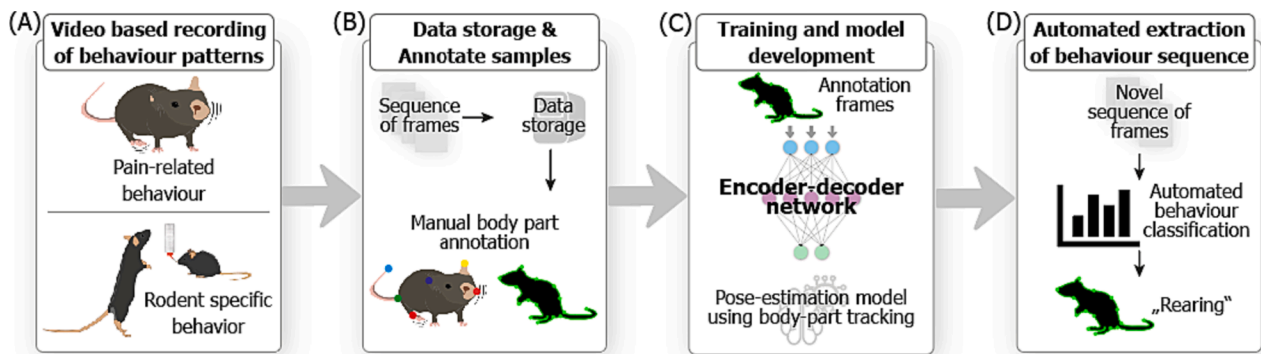 (A)
Video based recording
of behaviour patterns
Pain-related
behaviour
Rodent specific
behavior
(B)
Data storage &
Annotate samples
Sequence
of frames
Data
storage
Manual body part
annotation
(C)
Training and model
development
Annotation
frames
Encoder-decoder
network
Pose-estimation model
using body-part tracking
(D)
Automated extraction
of behaviour sequence
Novel
sequence of
frames
Automated
behaviour
classification
„Rearing“